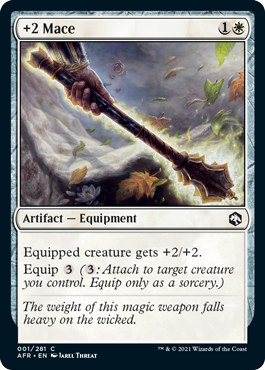 +2 Mace 1
Artifact — Equipment
Equipped creature gets +2/+2.
Equip 3 (3: Attach to target creature
you control. Equip only as a sorcery.)
The weight of this magic weapon falls
heavy on the wicked.
001/281 C
AFR • EN JAREL THREAT
™ & © 2021 Wizards of the Coast